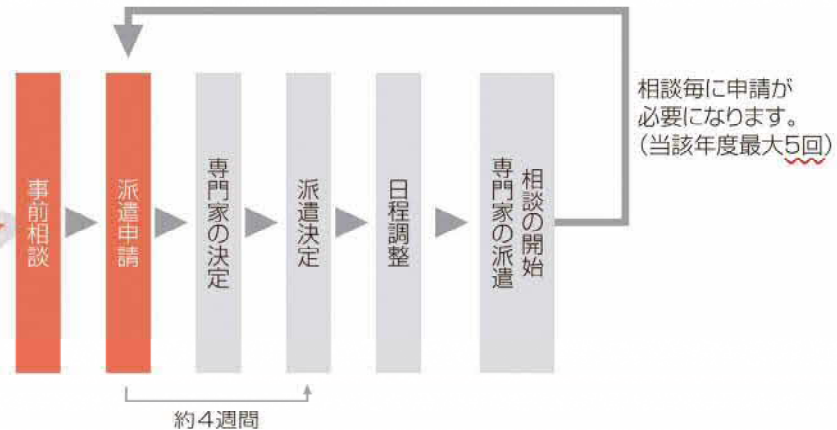 事前相談
派遣申請
専門家の決定
派遣決定
日程調整
相談の開始
専門家の派遣
相談毎に申請が
必要になります。
（当該年度最大5回）
約4週間